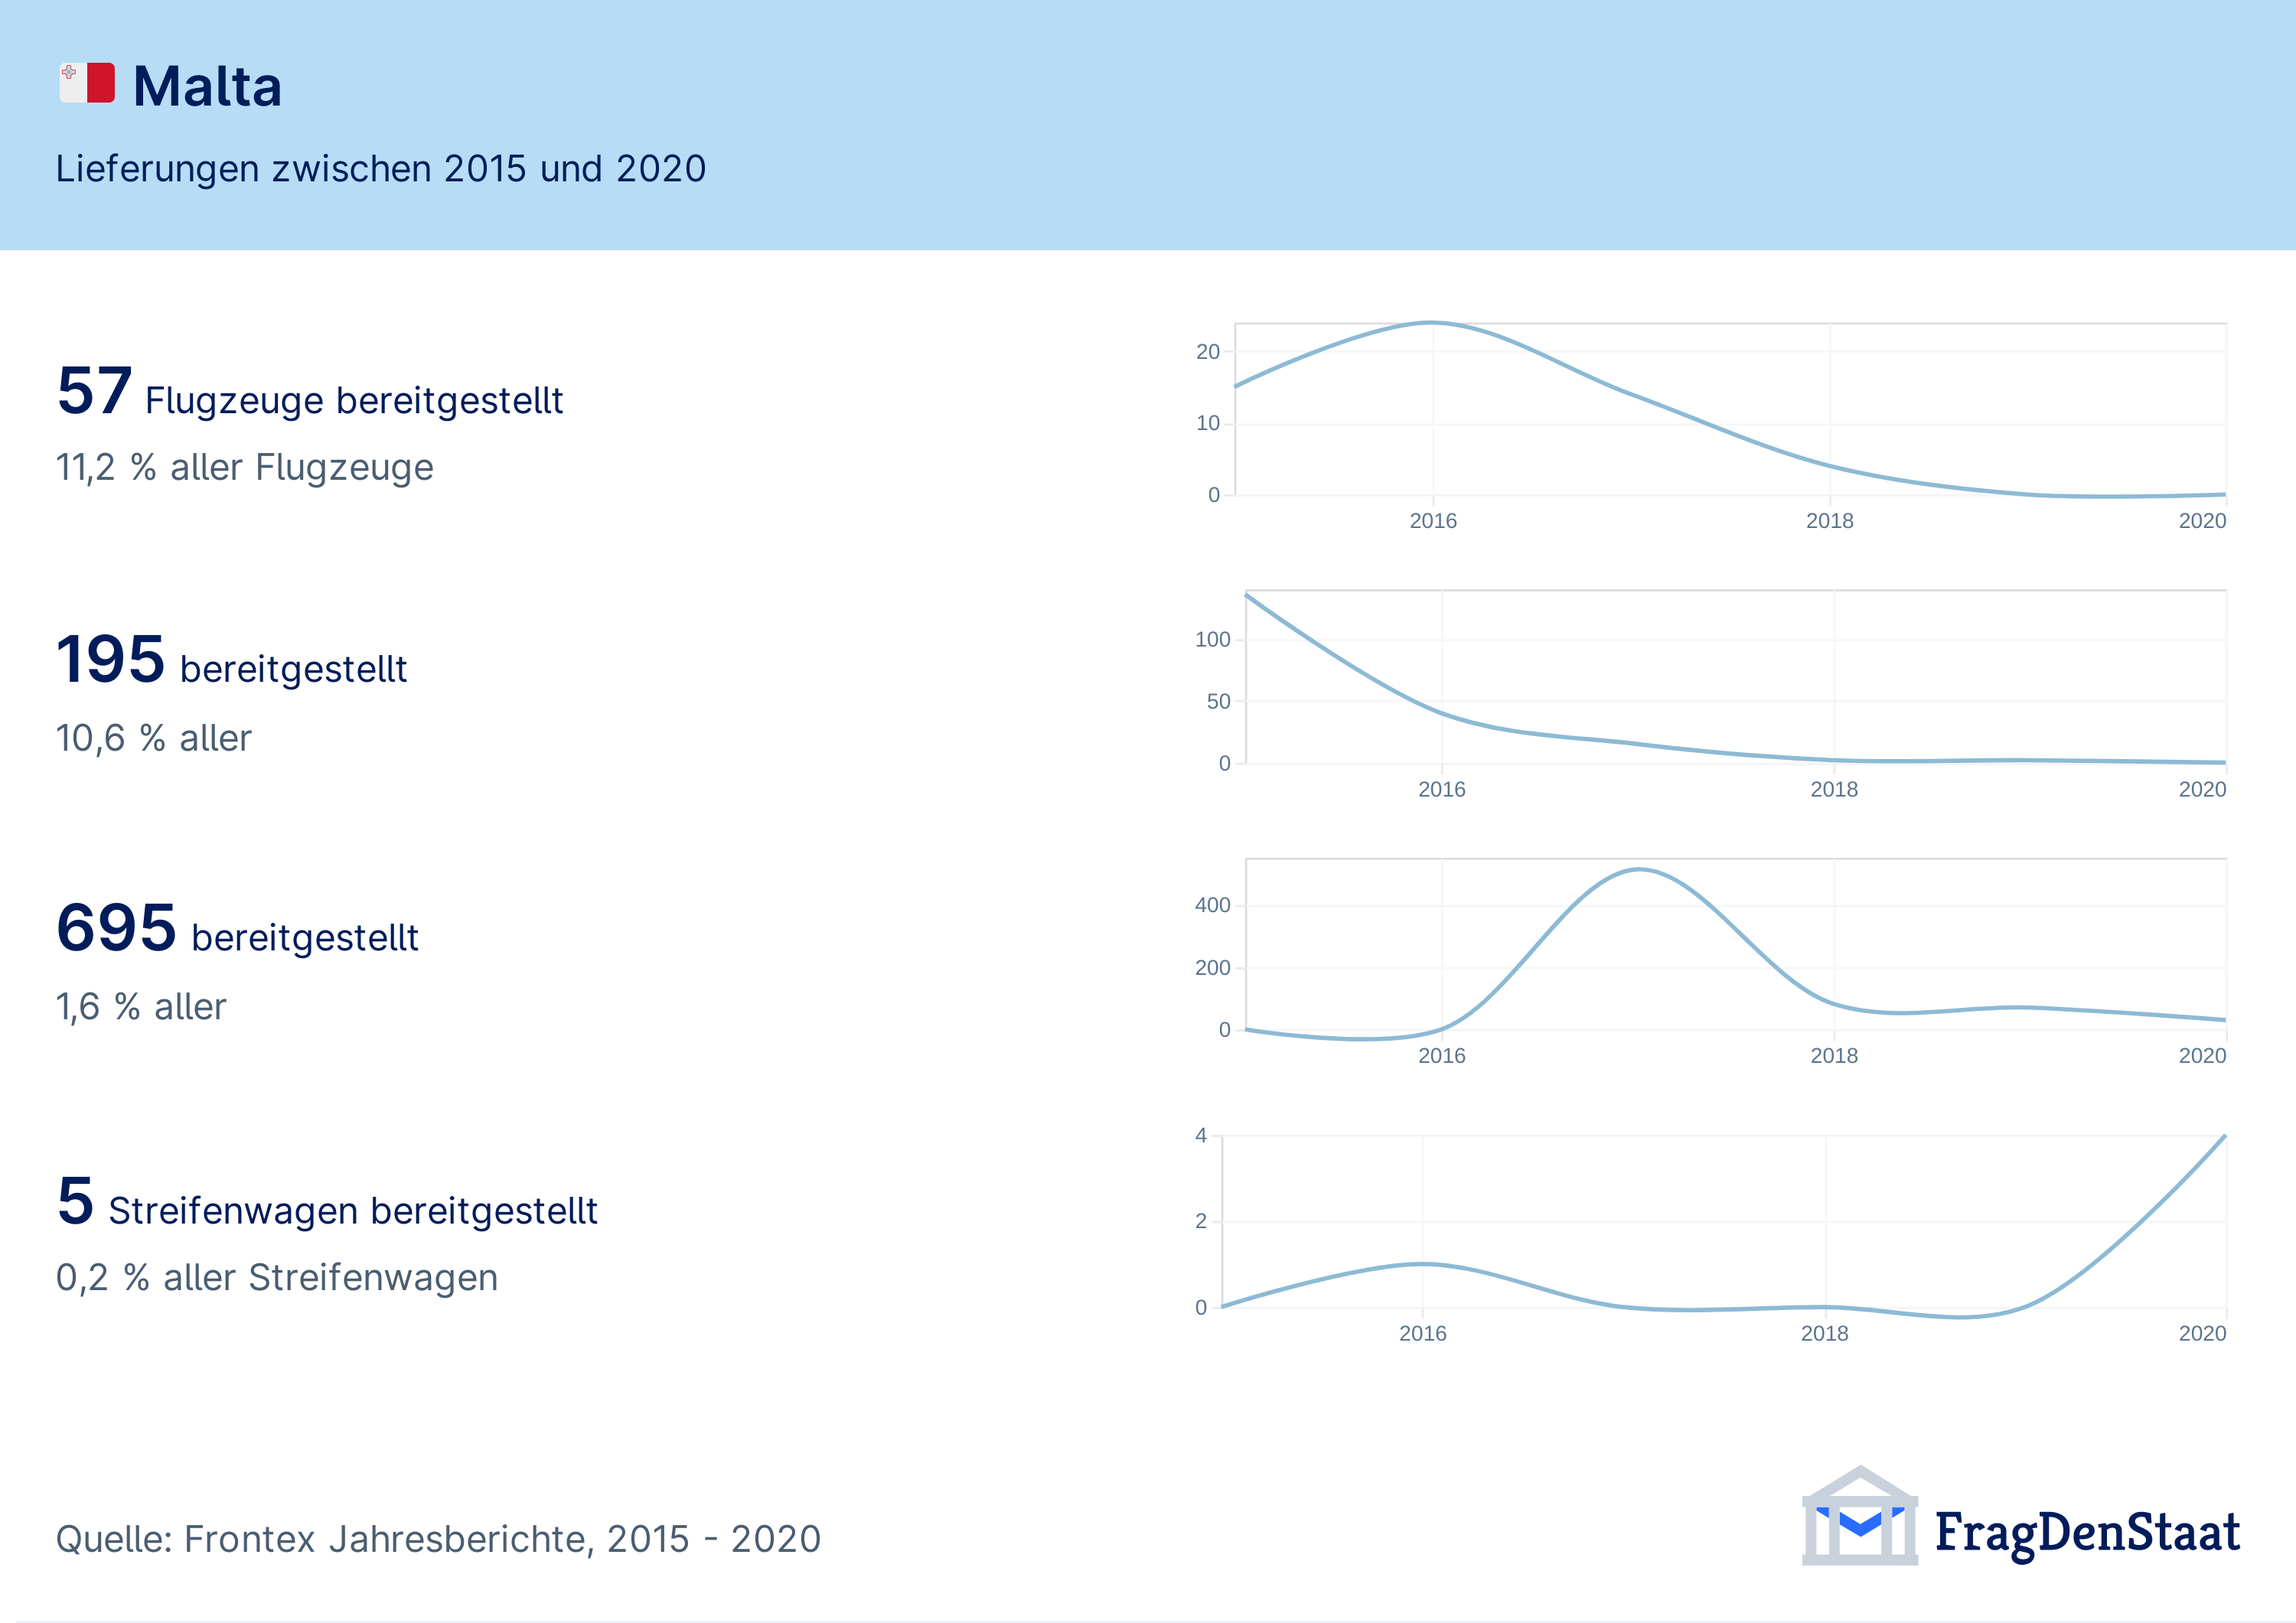 Malta
Lieferungen zwischen 2015 und 2020
57 Flugzeuge bereitgestellt
11,2 % aller Flugzeuge
20
10
0
2016 2018 2020
195 bereitgestellt
10,6 % aller
100
50
0
2016 2018 2020
695 bereitgestellt
1,6 % aller
400
200
0
2016 2018 2020
5 Streifenwagen bereitgestellt
0,2 % aller Streifenwagen
4
2
0
2016 2018 2020
Quelle: Frontex Jahresberichte, 2015 - 2020
FragDenStaat